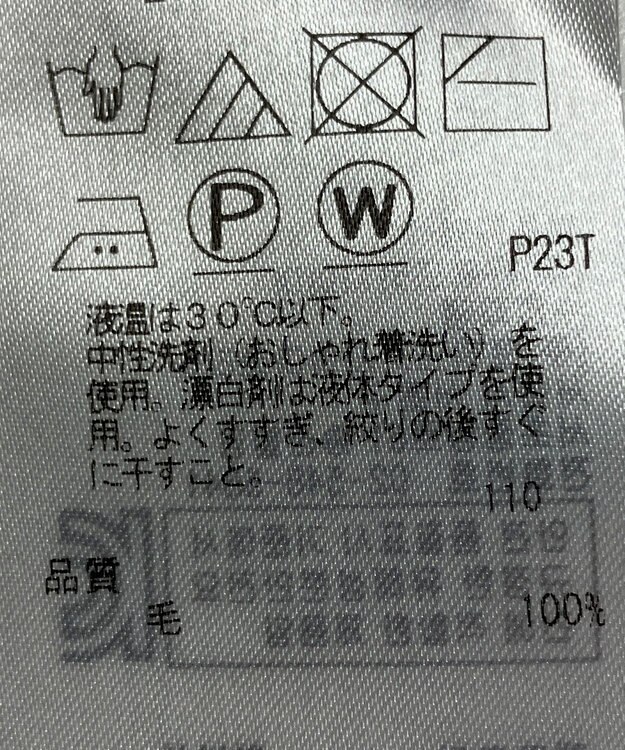 P
W
P23T
液温は30℃以下。
中性洗剤（おしゃれ着洗い）を
使用。漂白剤は液体タイプを使
用。よくすすぎ、絞りの後すぐ
に干すこと。
110
品質
毛 100%